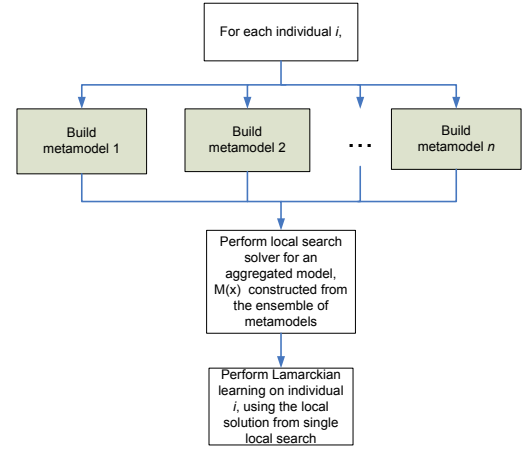 For each individual i,
Build
metamodel 1
Build
metamodel 2
...
Build
metamodel n
Perform local search
solver for an
aggregated model,
M(x) constructed from
the ensemble of
metamodels
Perform Lamarckian
learning on individual
i, using the local
solution from single
local search